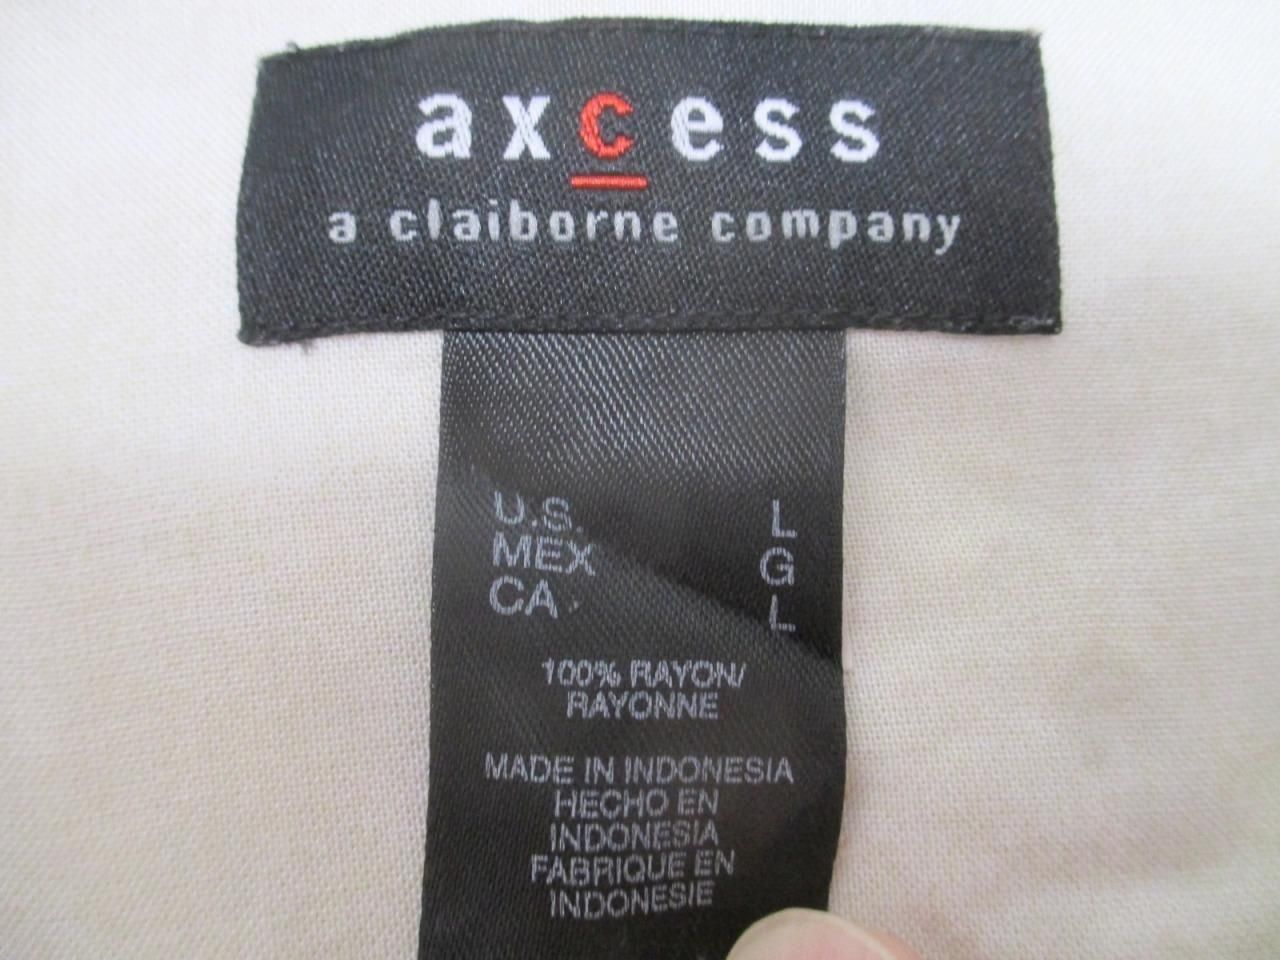 axcess
a claiborne company
U.S. L
MEX G
CA L
100% RAYON/
RAYONNE
MADE IN INDONESIA
HECHO EN
INDONESIA
FABRIQUE EN
INDONESIE